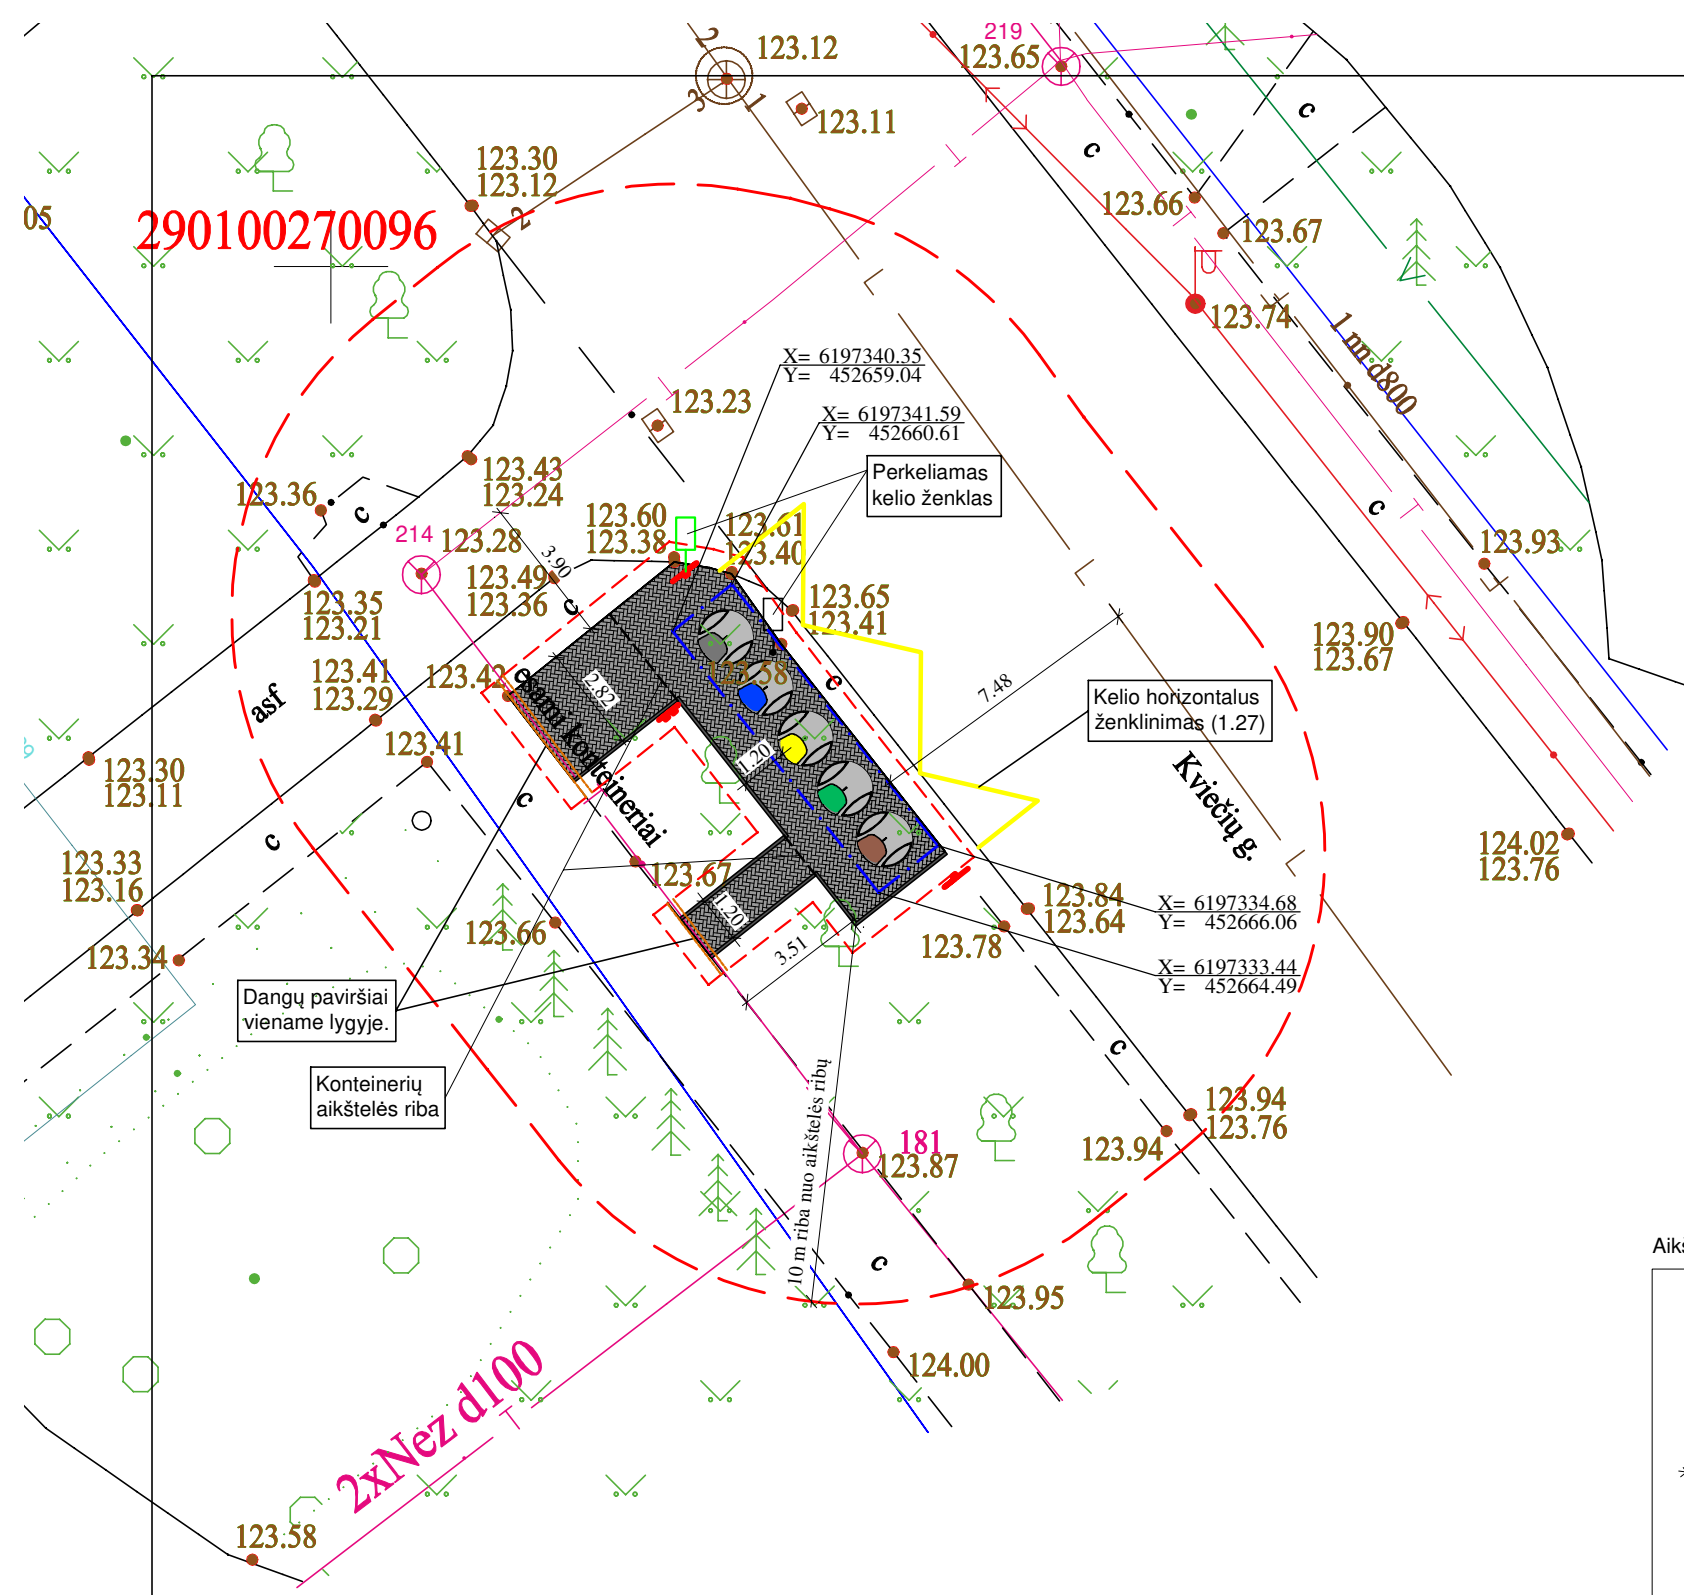 219
2
123.12
123.65
3
1
123.11
c
c
123.30
123.12
123.66
05
290100270096
2
123.67
123.74
1 nn d800
X= 6197340.35
Y= 452659.04
123.23
X= 6197341.59
Y= 452660.61
123.43
123.24
Perkeliamas
kelio ženklas
123.36
c
c
214
123.28
123.60
123.38
123.61
123.40
123.93
3.90
123.49
123.36
c
123.35
123.21
123.65
123.41
123.90
123.67
123.41
123.29
123.42
asf
esami konteineriai
2.82
123.58
c
7.48
Kelio horizontalus
ženklinimas (1.27)
123.41
1.20
Kviečių g.
123.30
123.11
c
c
124.02
123.76
123.33
123.16
123.67
1.20
123.84
123.64
X= 6197334.68
Y= 452666.06
123.66
123.34
3.51
123.78
X= 6197333.44
Y= 452664.49
Dangų paviršiai
viename lygyje.
c
Konteinerių
aikštelės riba
10 m riba nuo aikštelės ribų
123.94
123.76
181
123.87
123.94
c
Aikš
123.95
124.00
2xNez d100
123.58